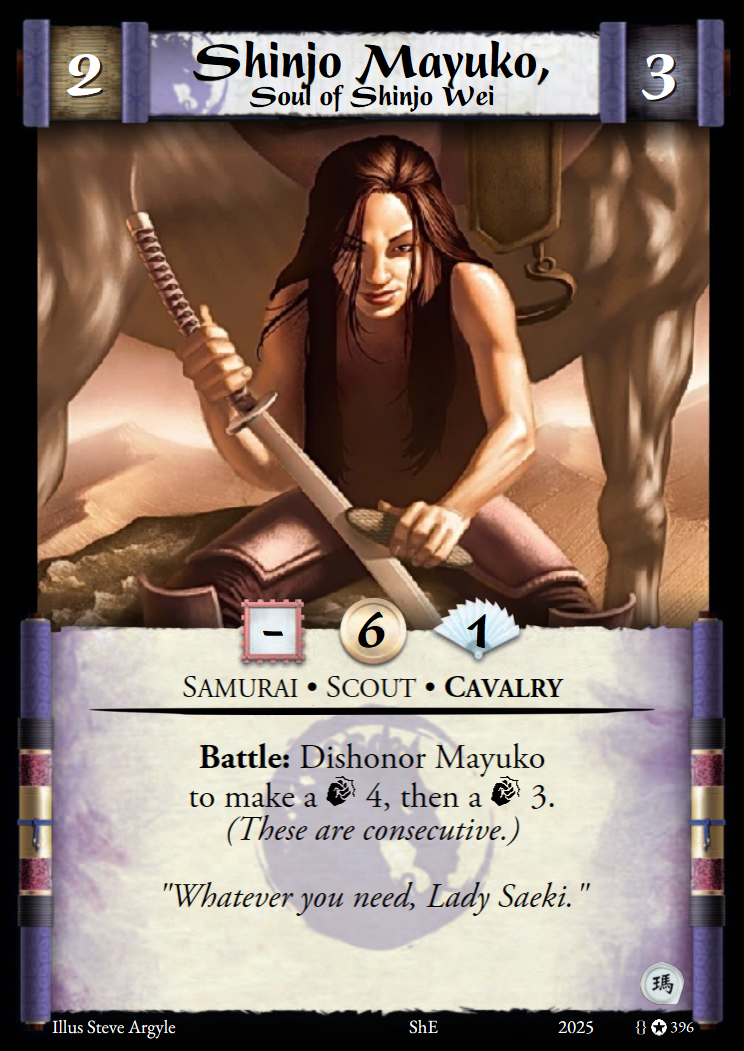 2
Shinjo Mayuko,
3
Soul of Shinjo Wei
- 6 1
Samurai • Scout • Cavalry
Battle: Dishonor Mayuko
to make a 4, then a 3.
(These are consecutive.)
"Whatever you need, Lady Saeki."
瑪
Illus Steve Argyle ShE 2025 {} ✪ 396